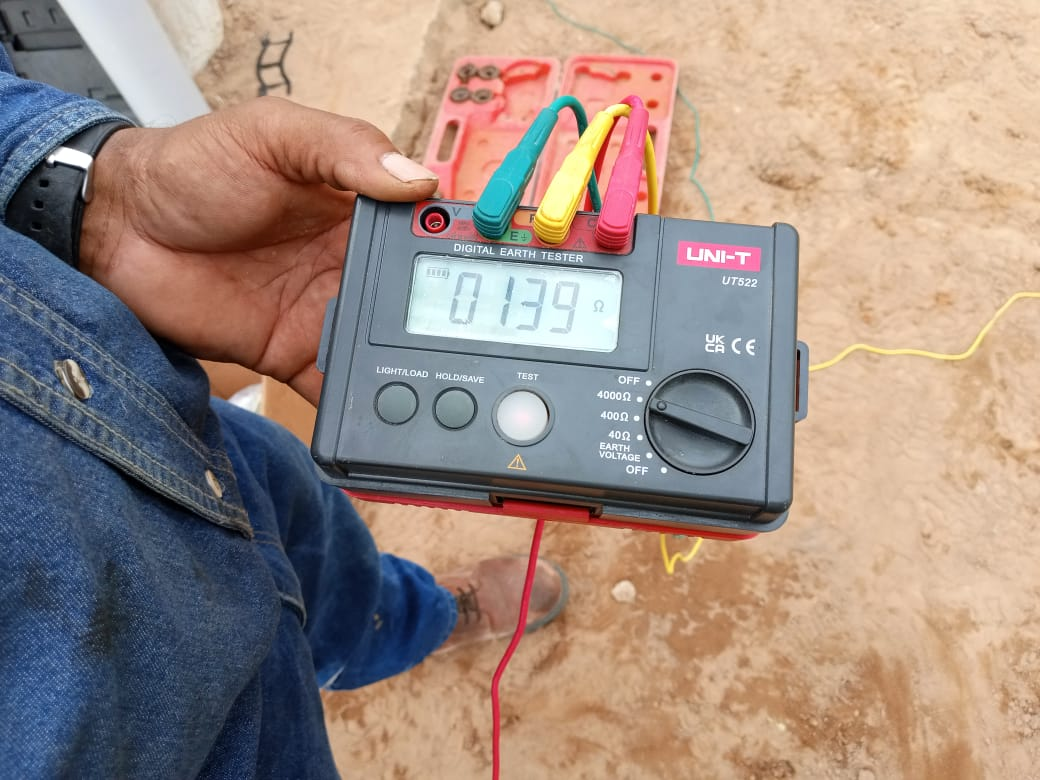 V
E
DIGITAL EARTH TESTER
UNI-T
UT522
0139 Ω
UK
CA CE
LIGHT/LOAD HOLD/SAVE TEST
OFF
4000Ω
400Ω
40Ω
EARTH
VOLTAGE
OFF